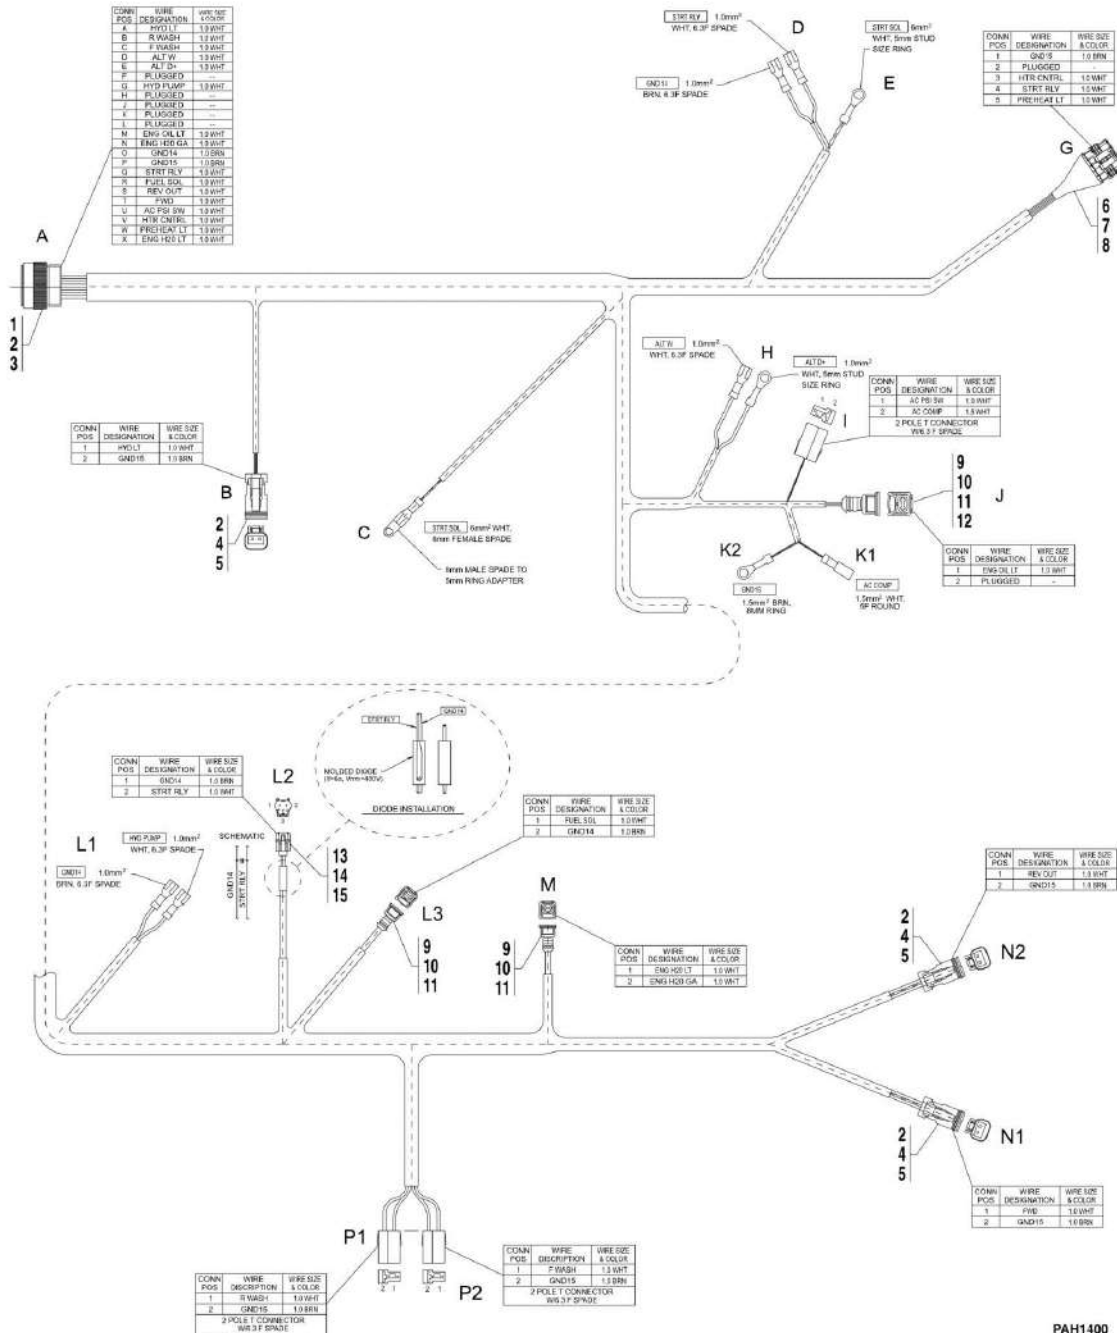 CONN POS WIRE DESIGNATION WIRE SIZE & COLOR
A HYD LT 1.0 WHT
B R WASH 1.0 WHT
C F WASH 1.0 WHT
D ALT W 1.0 WHT
E ALT D+ 1.0 WHT
F PLUGGED --
G HYD PUMP 1.0 WHT
H PLUGGED --
J PLUGGED --
K PLUGGED --
L PLUGGED --
M ENG OIL LT 1.0 WHT
N ENG H20 GA 1.0 WHT
O GND14 1.0 BRN
P GND15 1.0 BRN
Q STRT RLY 1.0 WHT
R FUEL SOL 1.0 WHT
S REV OUT 1.0 WHT
T FWD 1.0 WHT
U AC PSI SW 1.0 WHT
V HTR CNTRL 1.0 WHT
W PREHEAT LT 1.0 WHT
X ENG H20 LT 1.0 WHT
A
1
2
3
STRT RLY 1.0mm²
WHT, 6.3F SPADE
D
GND14 1.0mm²
BRN, 6.3F SPADE
STRT SOL 6mm²
WHT, 5mm STUD
SIZE RING
E
CONN POS WIRE DESIGNATION WIRE SIZE & COLOR
1 GND15 1.0 BRN
2 PLUGGED -
3 HTR CNTRL 1.0 WHT
4 STRT RLY 1.0 WHT
5 PREHEAT LT 1.0 WHT
G
6
7
8
CONN POS WIRE DESIGNATION WIRE SIZE & COLOR
1 HYD LT 1.0 WHT
2 GND15 1.0 BRN
B
2
4
5
C
STRT SOL 6mm² WHT,
8mm FEMALE SPADE
8mm MALE SPADE TO
5mm RING ADAPTER
ALT W 1.0mm²
WHT, 6.3F SPADE
H
ALT D+ 1.0mm²
WHT, 5mm STUD
SIZE RING
1 2
I
CONN POS WIRE DESIGNATION WIRE SIZE & COLOR
1 AC PSI SW 1.0 WHT
2 AC COMP 1.5 WHT
2 POLE T CONNECTOR
W/6.3 F SPADE
9
10
11
12
J
CONN POS WIRE DESIGNATION WIRE SIZE & COLOR
1 ENG OIL LT 1.0 WHT
2 PLUGGED -
K2
K1
GND15
1.5mm² BRN,
8MM RING
AC COMP
1.5mm² WHT,
5F ROUND
STRT RLY
GND14
MOLDED DIODE
DIODE INSTALLATION
CONN POS WIRE DESIGNATION WIRE SIZE & COLOR
1 GND14 1.0 BRN
2 STRT RLY 1.0 WHT
L2
13
14
15
L1
HYD PUMP 1.0mm²
WHT, 6.3F SPADE
GND14 1.0mm²
BRN, 6.3F SPADE
SCHEMATIC
GND14
STRT RLY
CONN POS WIRE DESIGNATION WIRE SIZE & COLOR
1 FUEL SOL 1.0 WHT
2 GND14 1.0 BRN
L3
9
10
11
M
9
10
11
CONN POS WIRE DESIGNATION WIRE SIZE & COLOR
1 ENG H20 LT 1.0 WHT
2 ENG H20 GA 1.0 WHT
CONN POS WIRE DESIGNATION WIRE SIZE & COLOR
1 REV OUT 1.0 WHT
2 GND15 1.0 BRN
2
4
5
N2
2
4
5
N1
CONN POS WIRE DESIGNATION WIRE SIZE & COLOR
1 FWD 1.0 WHT
2 GND15 1.0 BRN
P1
2 1
2 1
P2
CONN POS WIRE DISCRIPTION WIRE SIZE & COLOR
1 F WASH 1.0 WHT
2 GND15 1.0 BRN
2 POLE T CONNECTOR
W/6.3 F SPADE
CONN POS WIRE DISCRIPTION WIRE SIZE & COLOR
1 R WASH 1.0 WHT
2 GND15 1.0 BRN
2 POLE T CONNECTOR
W/6.3 F SPADE
PAH1400